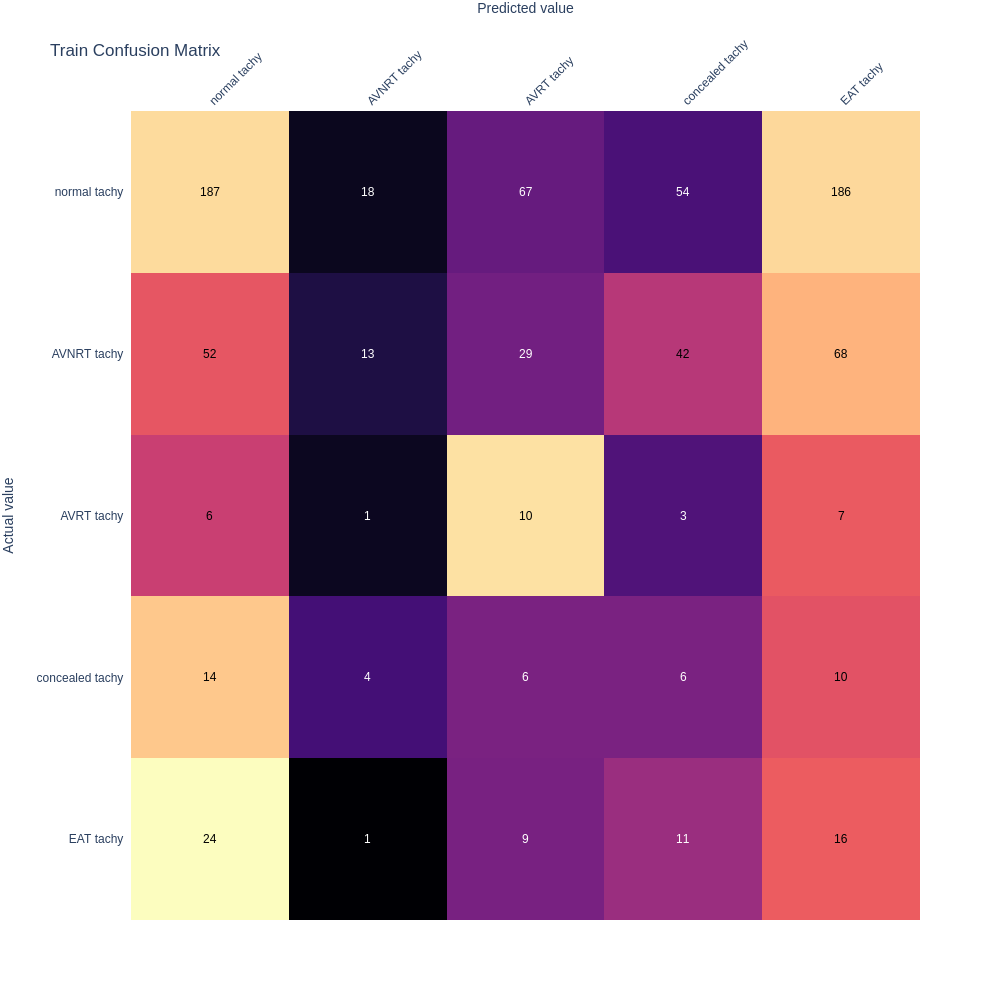 Predicted value
Train Confusion Matrix
normal tachy AVNRT tachy AVRT tachy concealed tachy EAT tachy
Actual value
normal tachy 187 18 67 54 186
AVNRT tachy 52 13 29 42 68
AVRT tachy 6 1 10 3 7
concealed tachy 14 4 6 6 10
EAT tachy 24 1 9 11 16